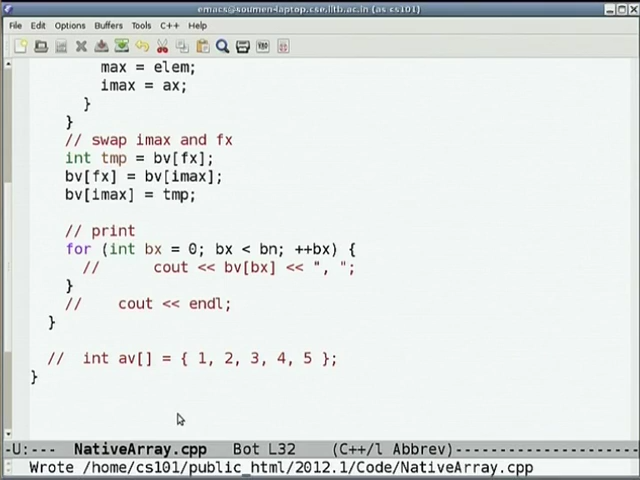 emacs@soumen-laptop.cse.iitb.ac.in (as cs101)
File Edit Options Buffers Tools C++ Help
max = elem;
imax = ax;
}
}
// swap imax and fx
int tmp = bv[fx];
bv[fx] = bv[imax];
bv[imax] = tmp;
// print
for (int bx = 0; bx < bn; ++bx) {
// cout << bv[bx] << ", ";
}
// cout << endl;
}
// int av[] = { 1, 2, 3, 4, 5 };
}
-U:--- NativeArray.cpp Bot L32 (C++/l Abbrev)--------------------
Wrote /home/cs101/public_html/2012.1/Code/NativeArray.cpp